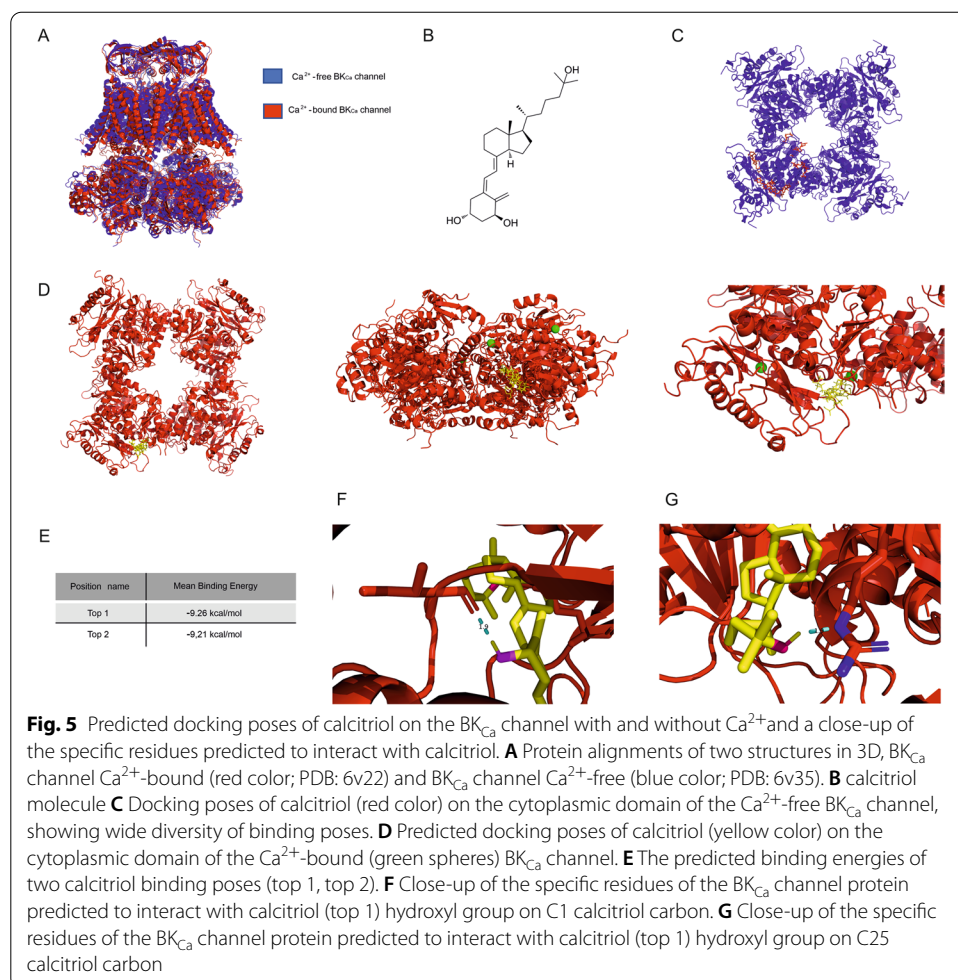 A
B
C
Ca²⁺-free BKCa channel
Ca²⁺-bound BKCa channel
OH
H
HO
OH
D
E
Position name Mean Binding Energy
Top 1 -9.26 kcal/mol
Top 2 -9,21 kcal/mol
F
G
1.9
Fig. 5 Predicted docking poses of calcitriol on the BKCa channel with and without Ca²⁺and a close-up of
the specific residues predicted to interact with calcitriol. A Protein alignments of two structures in 3D, BKCa
channel Ca²⁺-bound (red color; PDB: 6v22) and BKCa channel Ca²⁺-free (blue color; PDB: 6v35). B calcitriol
molecule C Docking poses of calcitriol (red color) on the cytoplasmic domain of the Ca²⁺-free BKCa channel,
showing wide diversity of binding poses. D Predicted docking poses of calcitriol (yellow color) on the
cytoplasmic domain of the Ca²⁺-bound (green spheres) BKCa channel. E The predicted binding energies of
two calcitriol binding poses (top 1, top 2). F Close-up of the specific residues of the BKCa channel protein
predicted to interact with calcitriol (top 1) hydroxyl group on C1 calcitriol carbon. G Close-up of the specific
residues of the BKCa channel protein predicted to interact with calcitriol (top 1) hydroxyl group on C25
calcitriol carbon